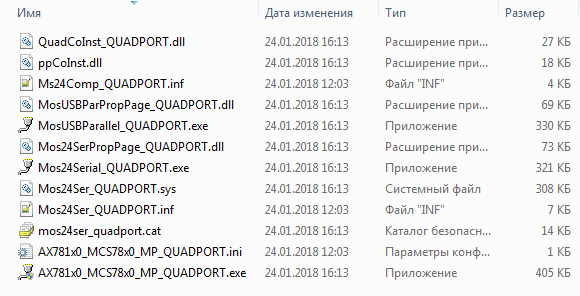 Имя Дата изменения Тип Размер
QuadCoInst_QUADPORT.dll 24.01.2018 16:13 Расширение при... 27 КБ
ppCoInst.dll 24.01.2018 16:13 Расширение при... 18 КБ
Ms24Comp_QUADPORT.inf 24.01.2018 12:03 Файл "INF" 4 КБ
MosUSBParPropPage_QUADPORT.dll 24.01.2018 16:13 Расширение при... 69 КБ
MosUSBParallel_QUADPORT.exe 24.01.2018 16:13 Приложение 330 КБ
Mos24SerPropPage_QUADPORT.dll 24.01.2018 16:13 Расширение при... 73 КБ
Mos24Serial_QUADPORT.exe 24.01.2018 16:13 Приложение 321 КБ
Mos24Ser_QUADPORT.sys 24.01.2018 16:13 Системный файл 308 КБ
Mos24Ser_QUADPORT.inf 24.01.2018 12:03 Файл "INF" 7 КБ
mos24ser_quadport.cat 24.01.2018 16:13 Каталог безопасн... 14 КБ
AX781x0_MCS78x0_MP_QUADPORT.ini 24.01.2018 12:03 Параметры конф... 1 КБ
AX781x0_MCS78x0_MP_QUADPORT.exe 24.01.2018 16:13 Приложение 405 КБ